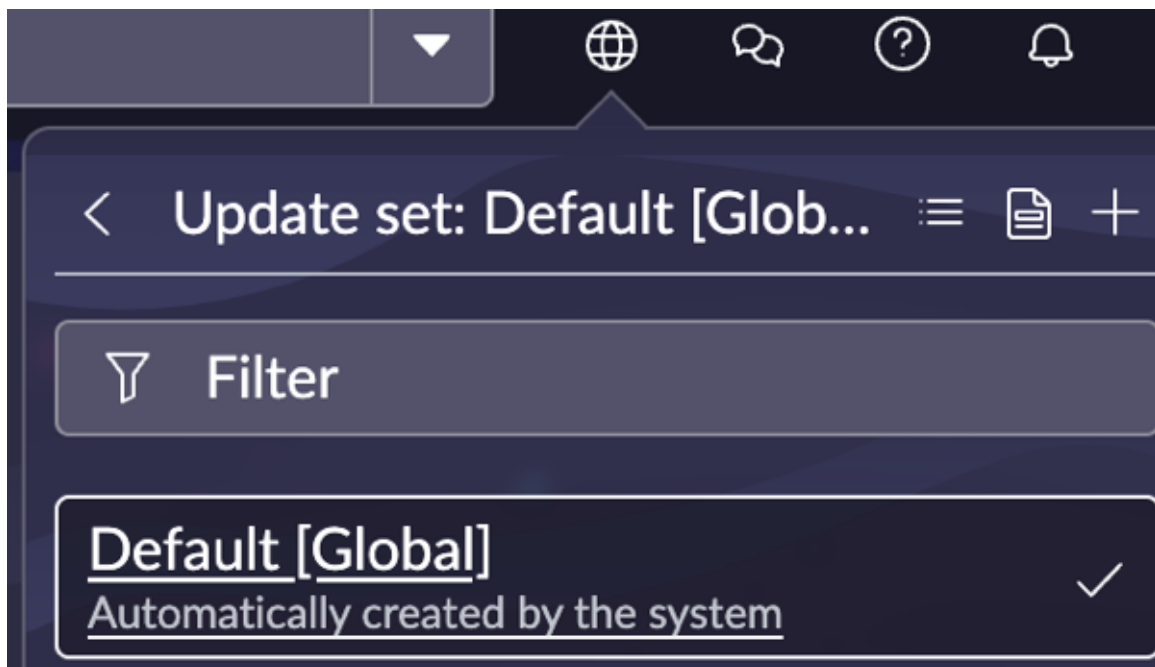 Update set: Default [Glob...
Filter
Default [Global]
Automatically created by the system